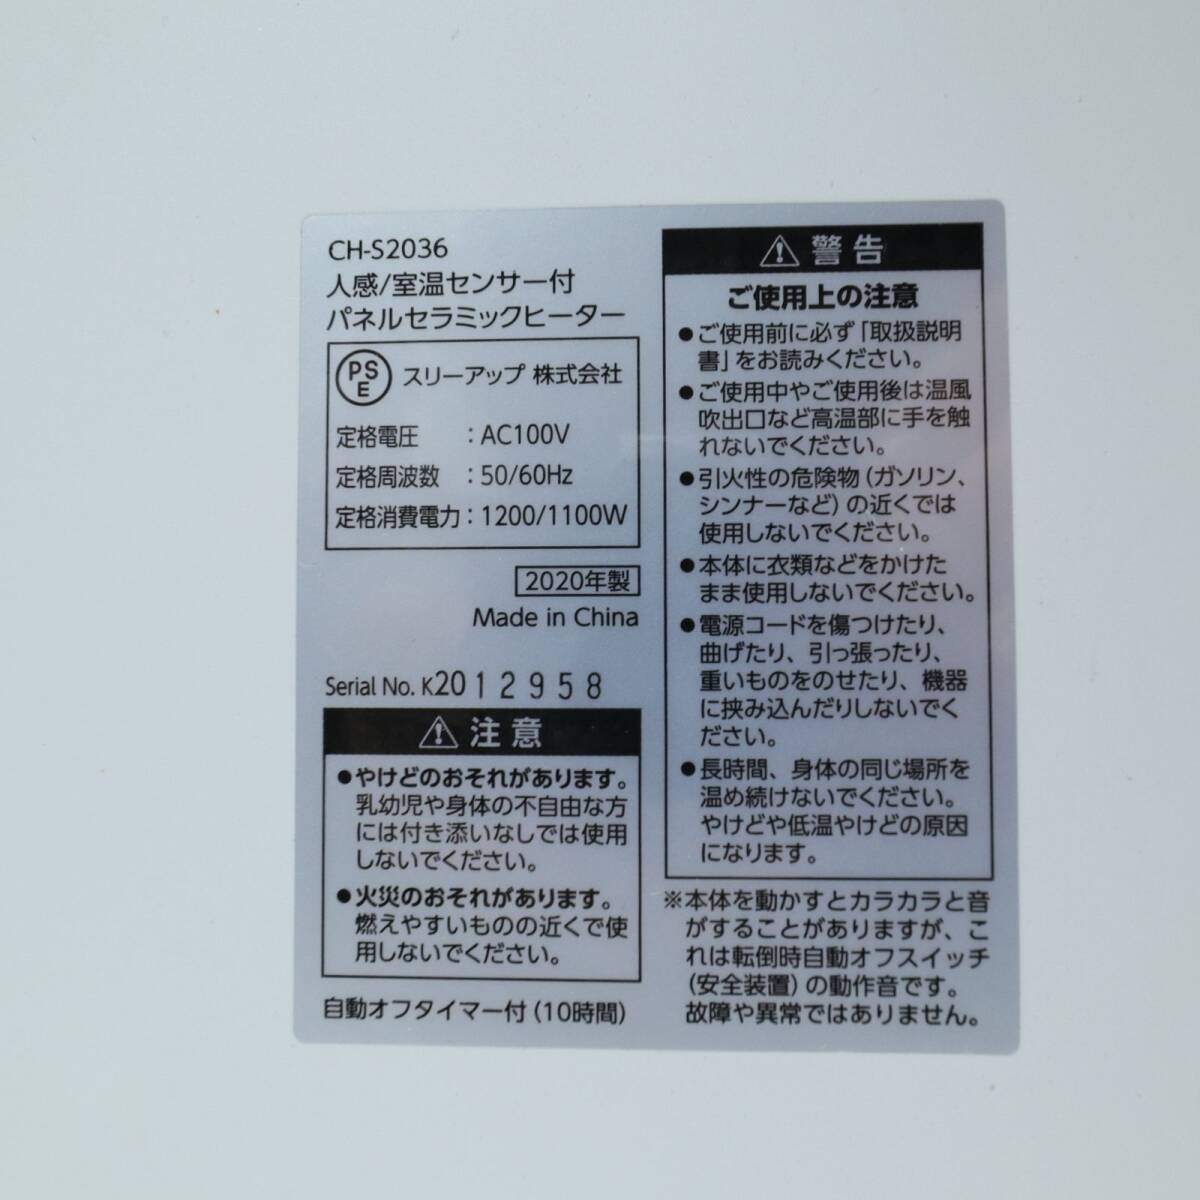 CH-S2036
人感/室温センサー付
パネルセラミックヒーター
PS
E
スリーアップ 株式会社
定格電圧 : AC100V
定格周波数 : 50/60Hz
定格消費電力 : 1200/1100W
2020年製
Made in China
Serial No. K2012958
注意
●やけどのおそれがあります。
乳幼児や身体の不自由な方
には付き添いなしでは使用
しないでください。
●火災のおそれがあります。
燃えやすいものの近くで使
用しないでください。
自動オフタイマー付(10時間)
警告
ご使用上の注意
●ご使用前に必ず「取扱説明
書」をお読みください。
●ご使用中やご使用後は温風
吹出口など高温部に手を触
れないでください。
●引火性の危険物(ガソリン、
シンナーなど)の近くでは
使用しないでください。
●本体に衣類などをかけた
まま使用しないでください。
●電源コードを傷つけたり、
曲げたり、引っ張ったり、
重いものをのせたり、機器
に挟み込んだりしないでく
ださい。
●長時間、身体の同じ場所を
温め続けないでください。
やけどや低温やけどの原因
になります。
※本体を動かすとカラカラと音
がすることがありますが、こ
れは転倒時自動オフスイッチ
(安全装置)の動作音です。
故障や異常ではありません。